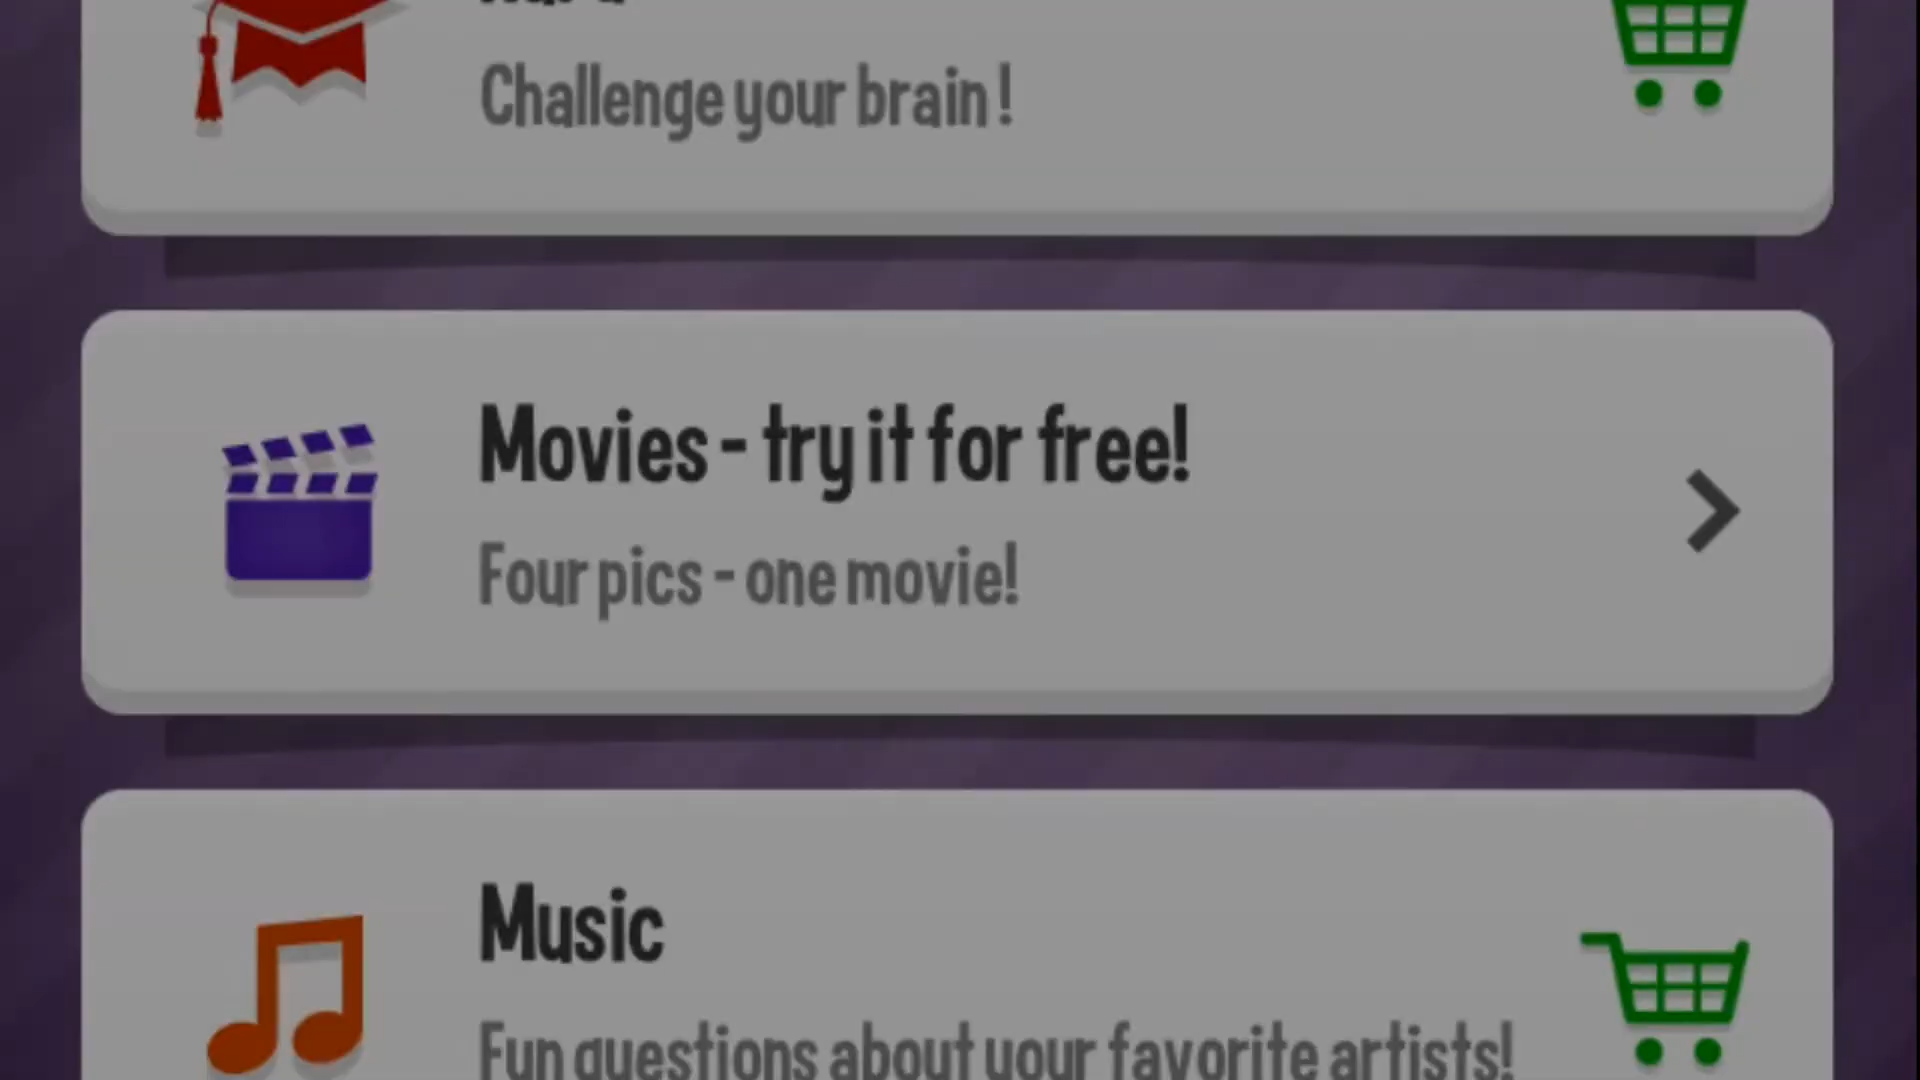 Challenge your brain !
Movies - try it for free!
Four pics - one movie!
Music
Fun questions about your favorite artists!